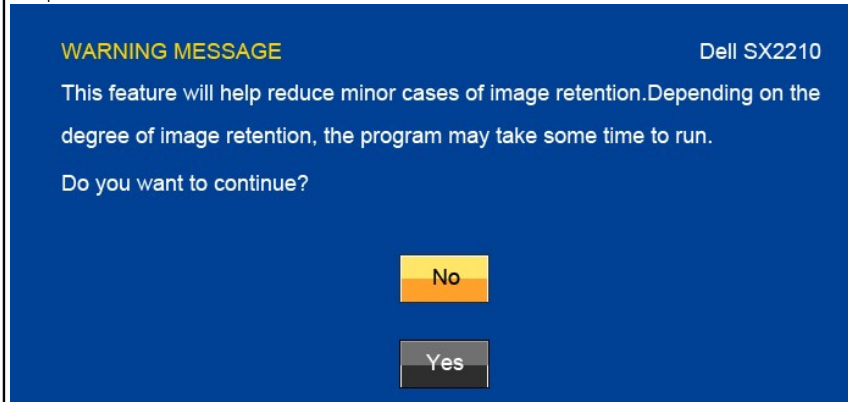 WARNING MESSAGE Dell SX2210
This feature will help reduce minor cases of image retention.Depending on the
degree of image retention, the program may take some time to run.
Do you want to continue?
No
Yes